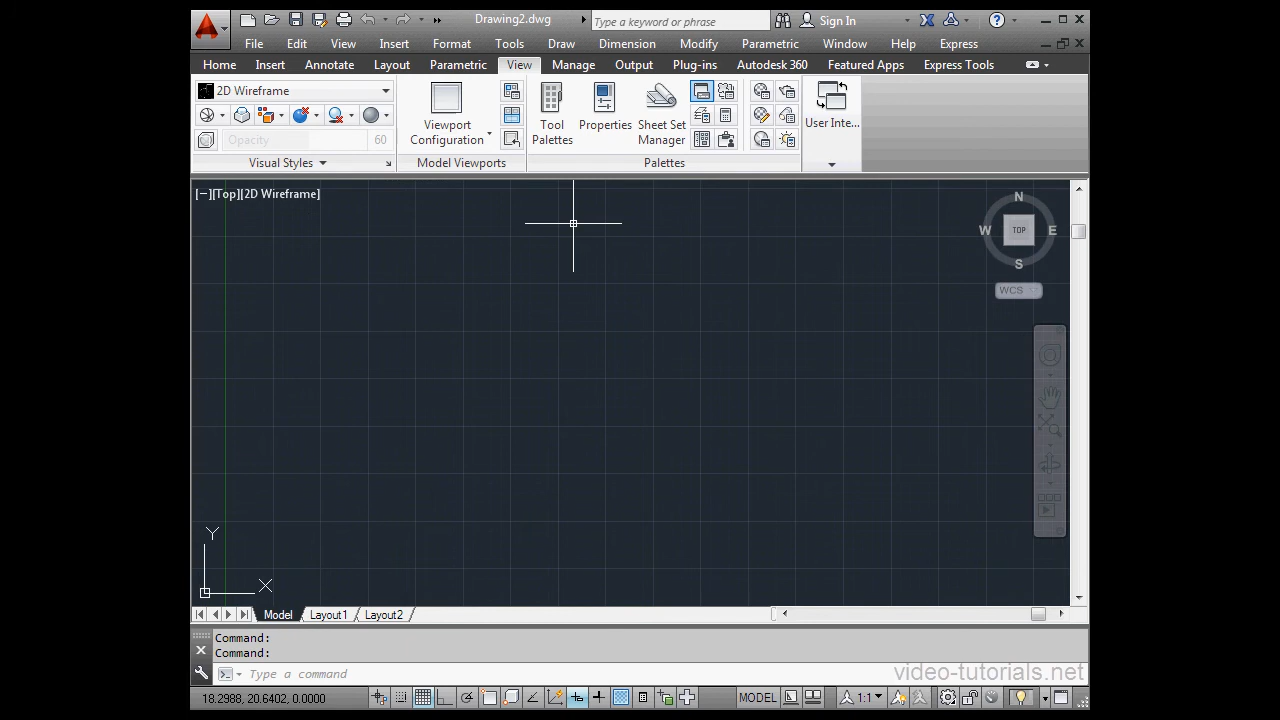 Drawing2.dwg Type a keyword or phrase Sign In
File Edit View Insert Format Tools Draw Dimension Modify Parametric Window Help Express
Home Insert Annotate Layout Parametric View Manage Output Plug-ins Autodesk 360 Featured Apps Express Tools
2D Wireframe
Opacity 60
Viewport Configuration
Tool Palettes
Properties
Sheet Set Manager
User Inte...
Visual Styles Model Viewports Palettes
[−][Top][2D Wireframe]
N
W TOP E
S
WCS
Y
X
Model Layout1 Layout2
Command:
Command:
Type a command
video-tutorials.net
18.2988, 20.6402, 0.0000 MODEL 1:1